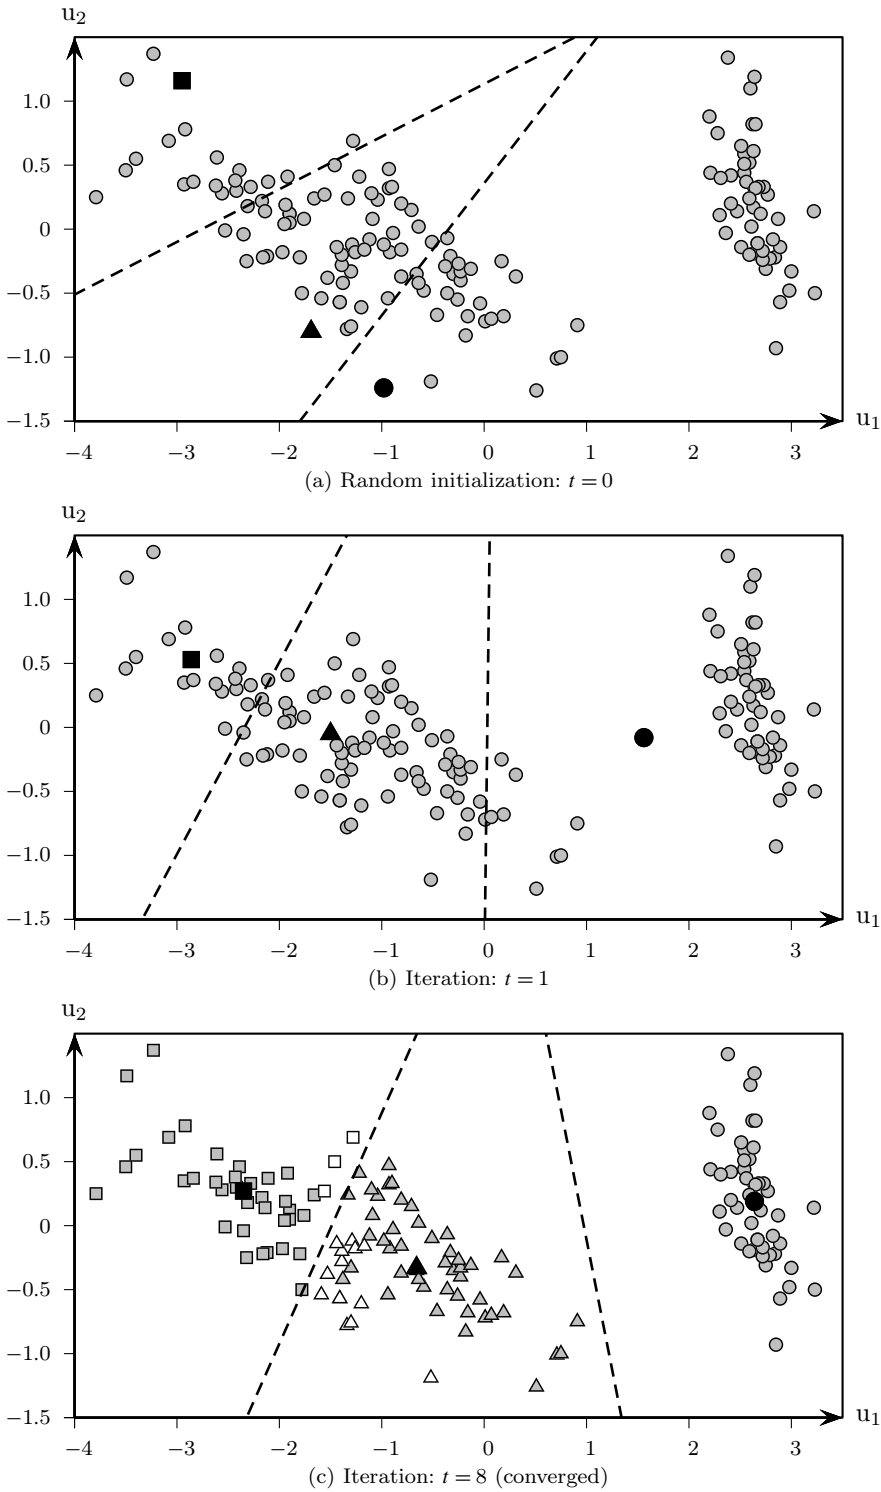 u2
1.0
0.5
0
−0.5
−1.0
−1.5
−4 −3 −2 −1 0 1 2 3
u1
(a) Random initialization: t = 0
u2
1.0
0.5
0
−0.5
−1.0
−1.5
−4 −3 −2 −1 0 1 2 3
u1
(b) Iteration: t = 1
u2
1.0
0.5
0
−0.5
−1.0
−1.5
−4 −3 −2 −1 0 1 2 3
u1
(c) Iteration: t = 8 (converged)